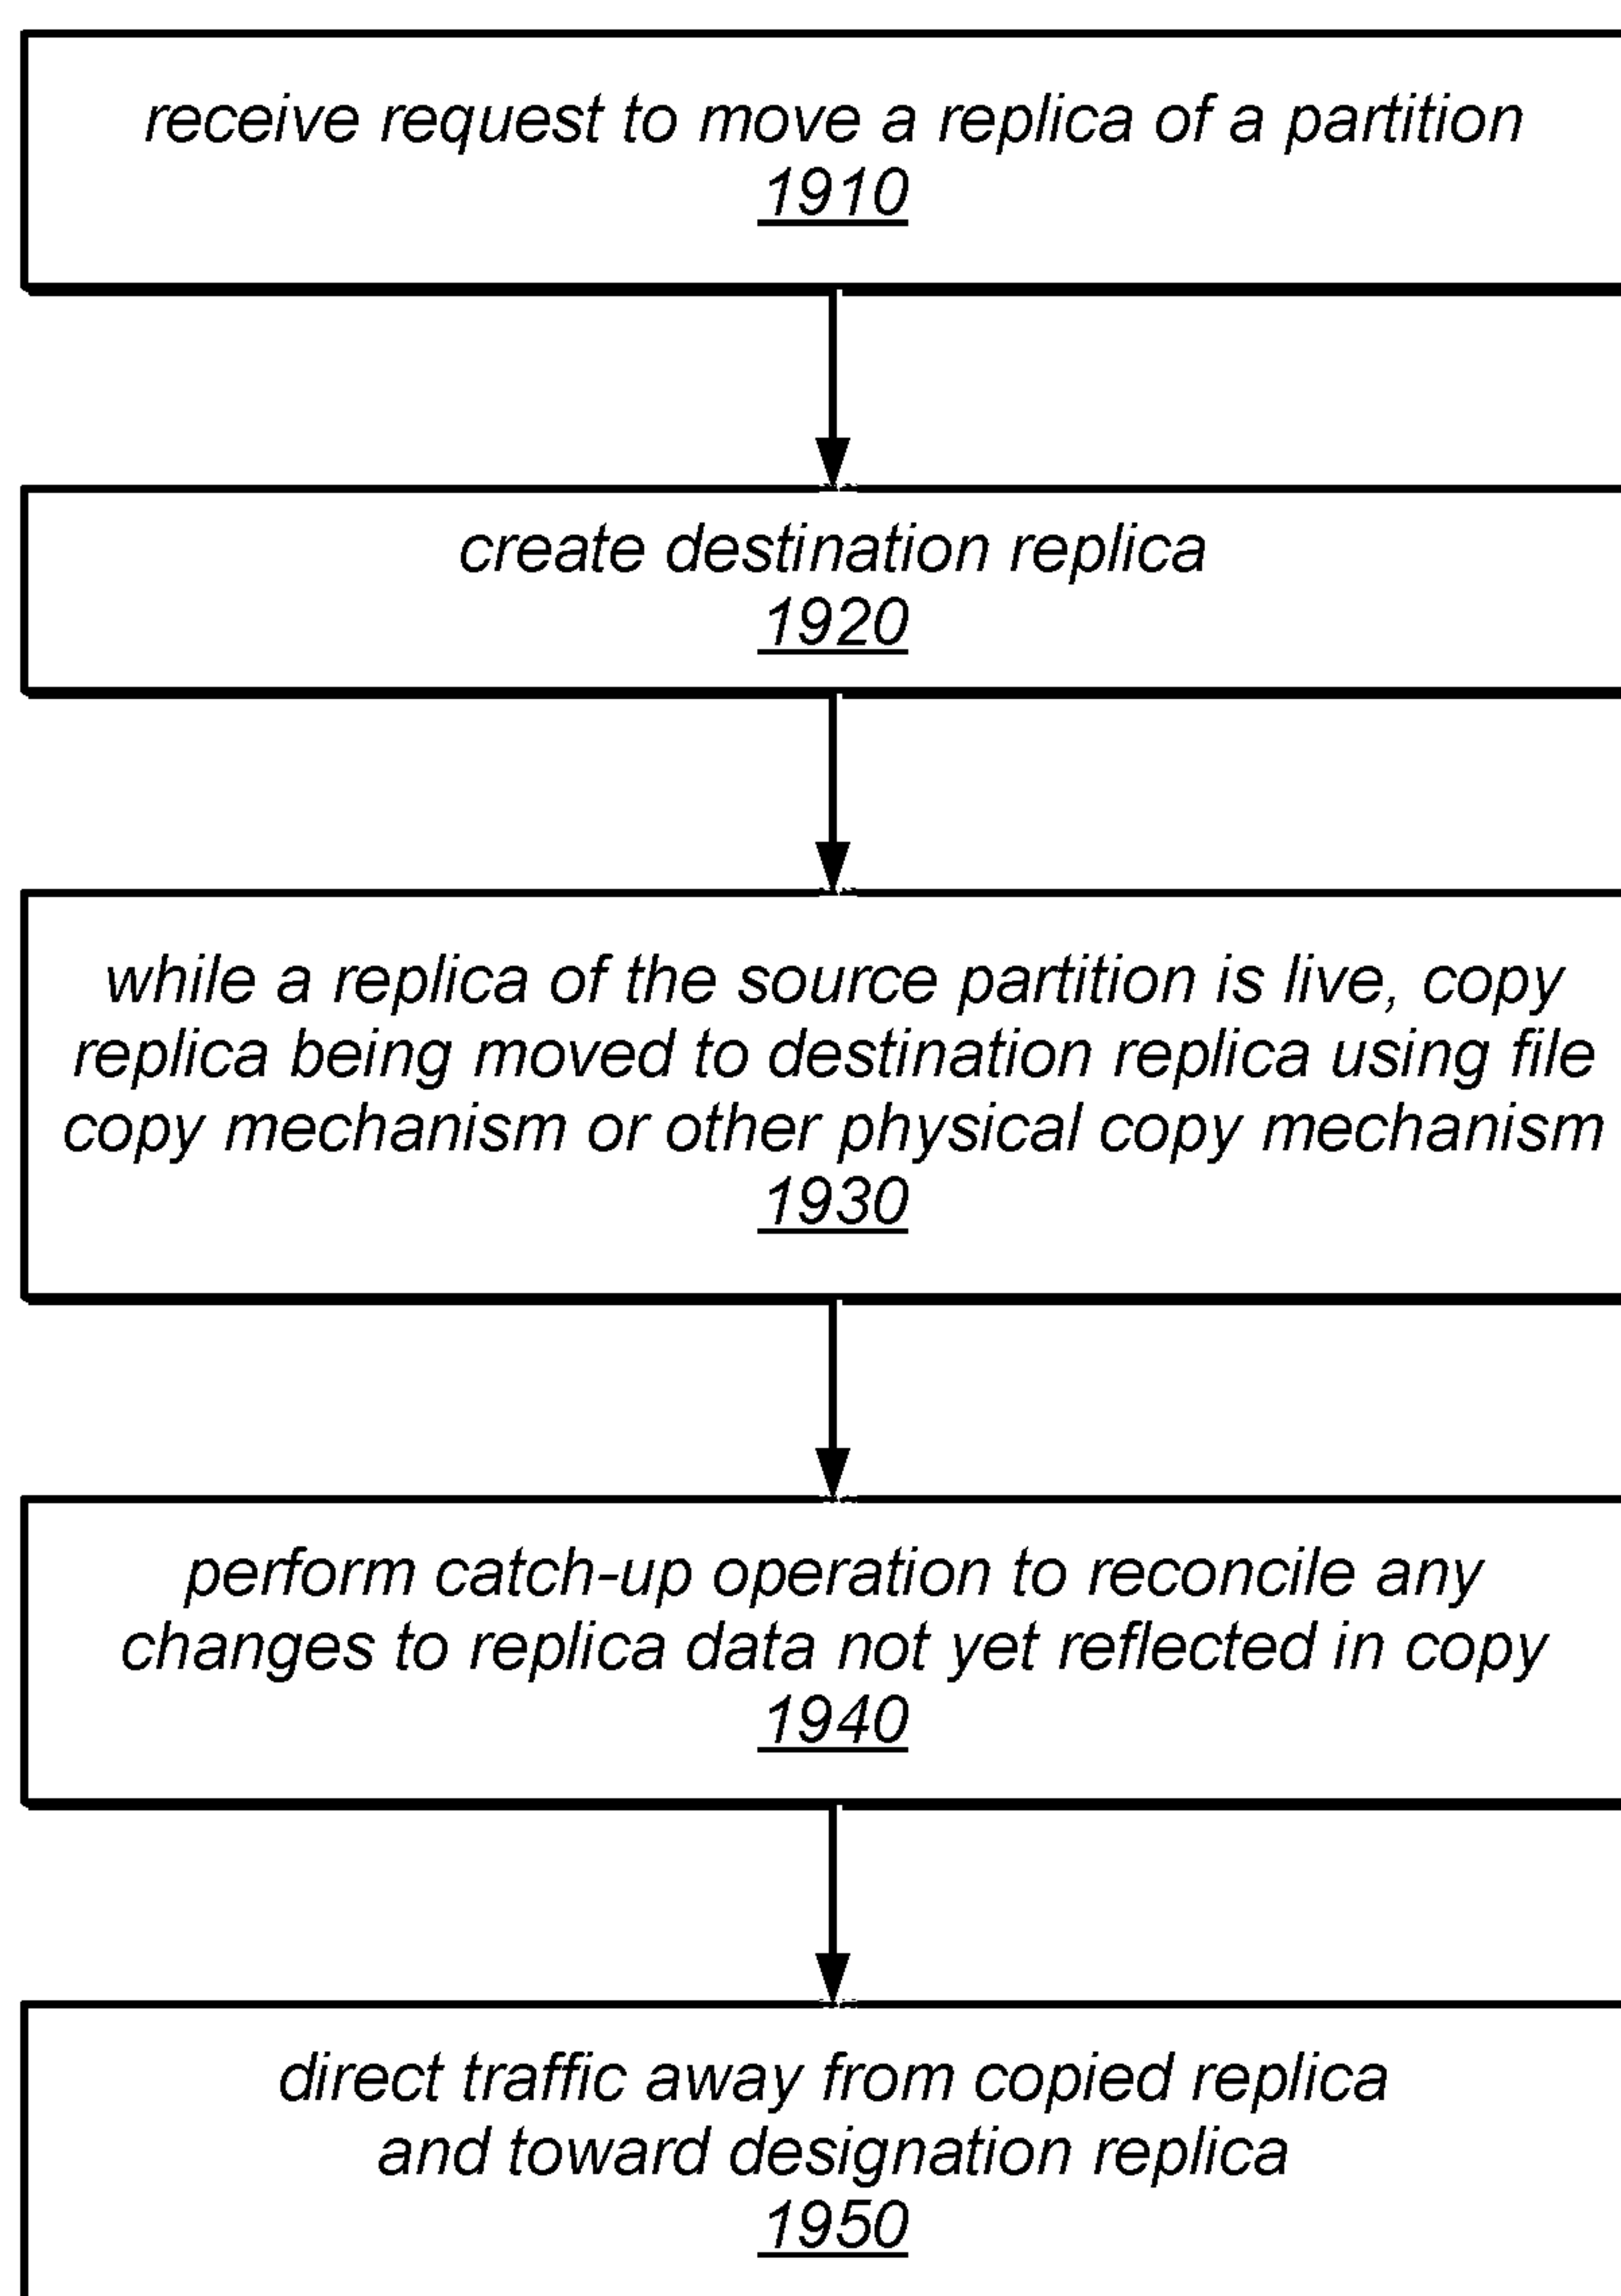 receive request to move a replica of a partition
1910
create destination replica
1920
while a replica of the source partition is live, copy
replica being moved to destination replica using file
copy mechanism or other physical copy mechanism
1930
perform catch-up operation to reconcile any
changes to replica data not yet reflected in copy
1940
direct traffic away from copied replica
and toward designation replica
1950